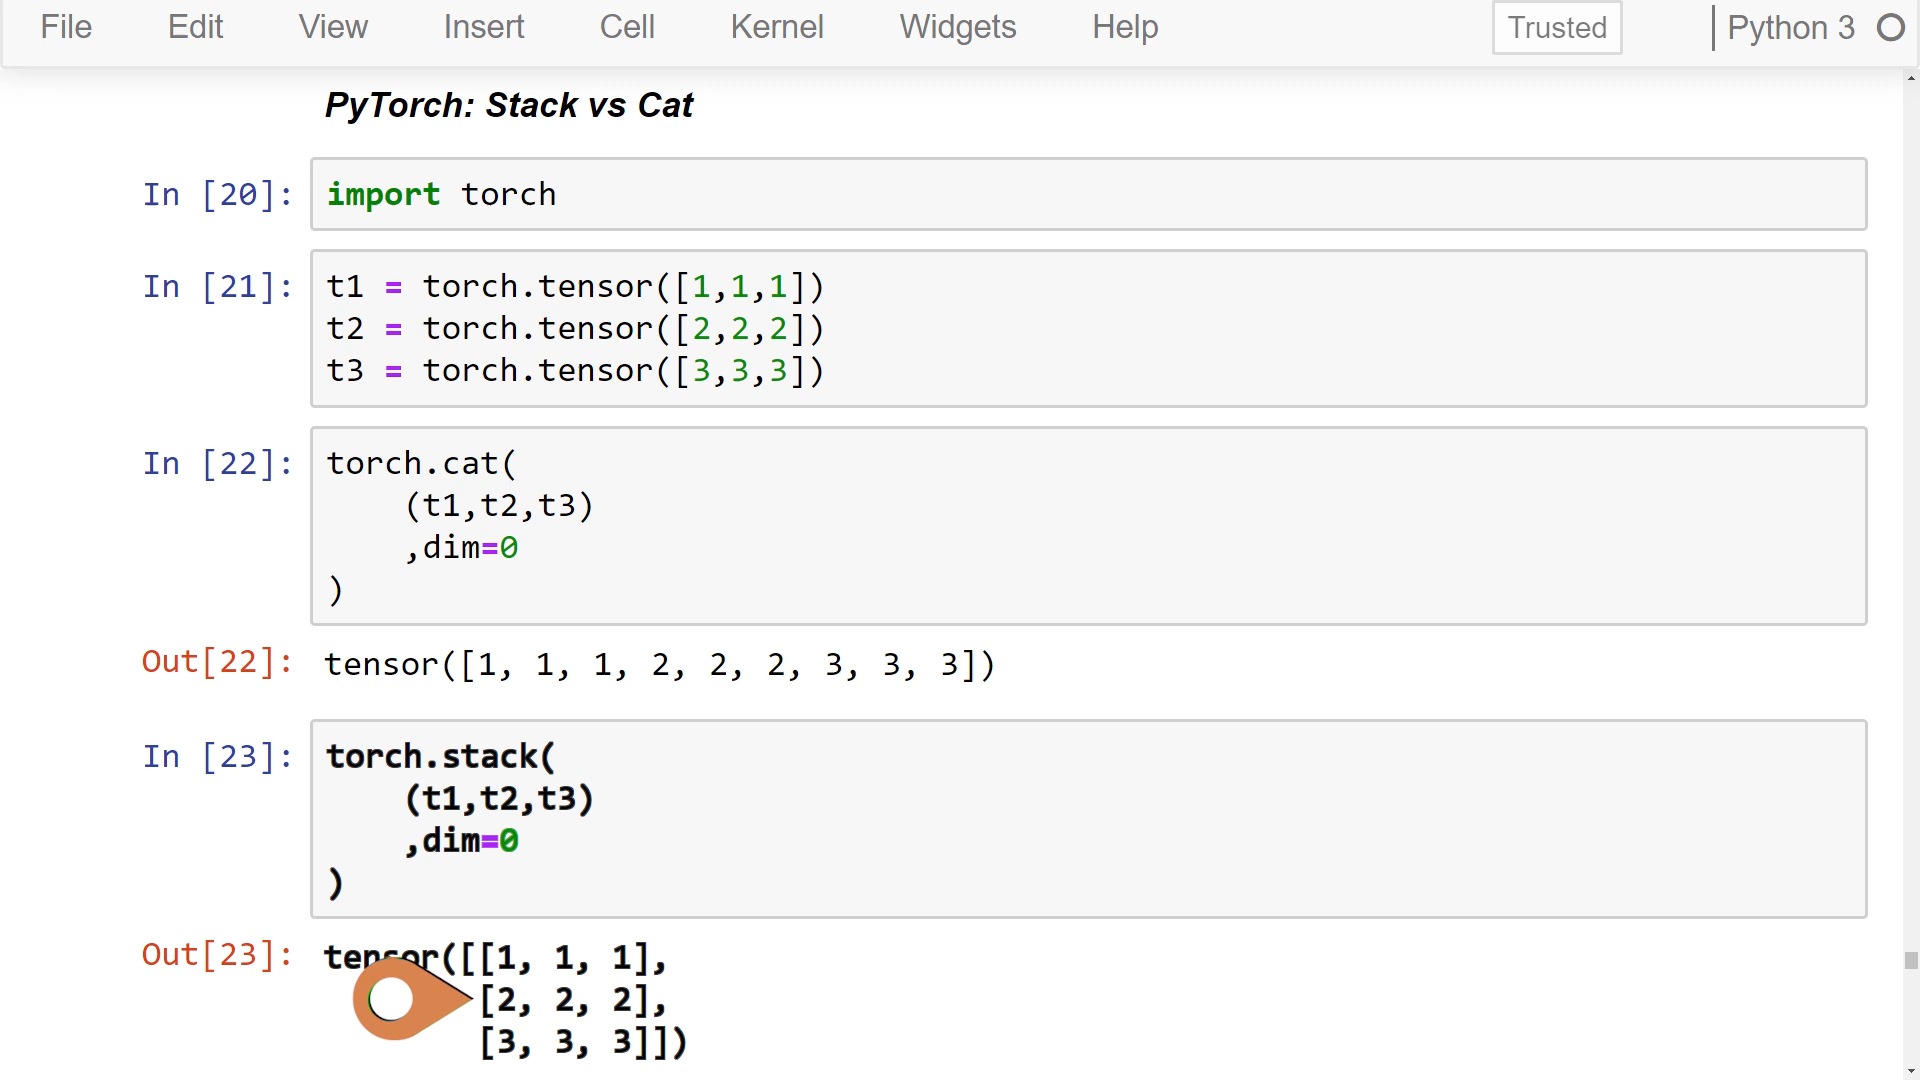 File Edit View Insert Cell Kernel Widgets Help Trusted Python 3
PyTorch: Stack vs Cat
In [20]: import torch
In [21]: t1 = torch.tensor([1,1,1])
t2 = torch.tensor([2,2,2])
t3 = torch.tensor([3,3,3])
In [22]: torch.cat(
    (t1,t2,t3)
    ,dim=0
)
Out[22]: tensor([1, 1, 1, 2, 2, 2, 3, 3, 3])
In [23]: torch.stack(
    (t1,t2,t3)
    ,dim=0
)
Out[23]: tensor([[1, 1, 1],
[2, 2, 2],
[3, 3, 3]])